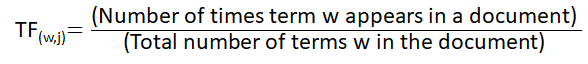 TF(w,j)= (Number of times term w appears in a document)
(Total number of terms w in the document)